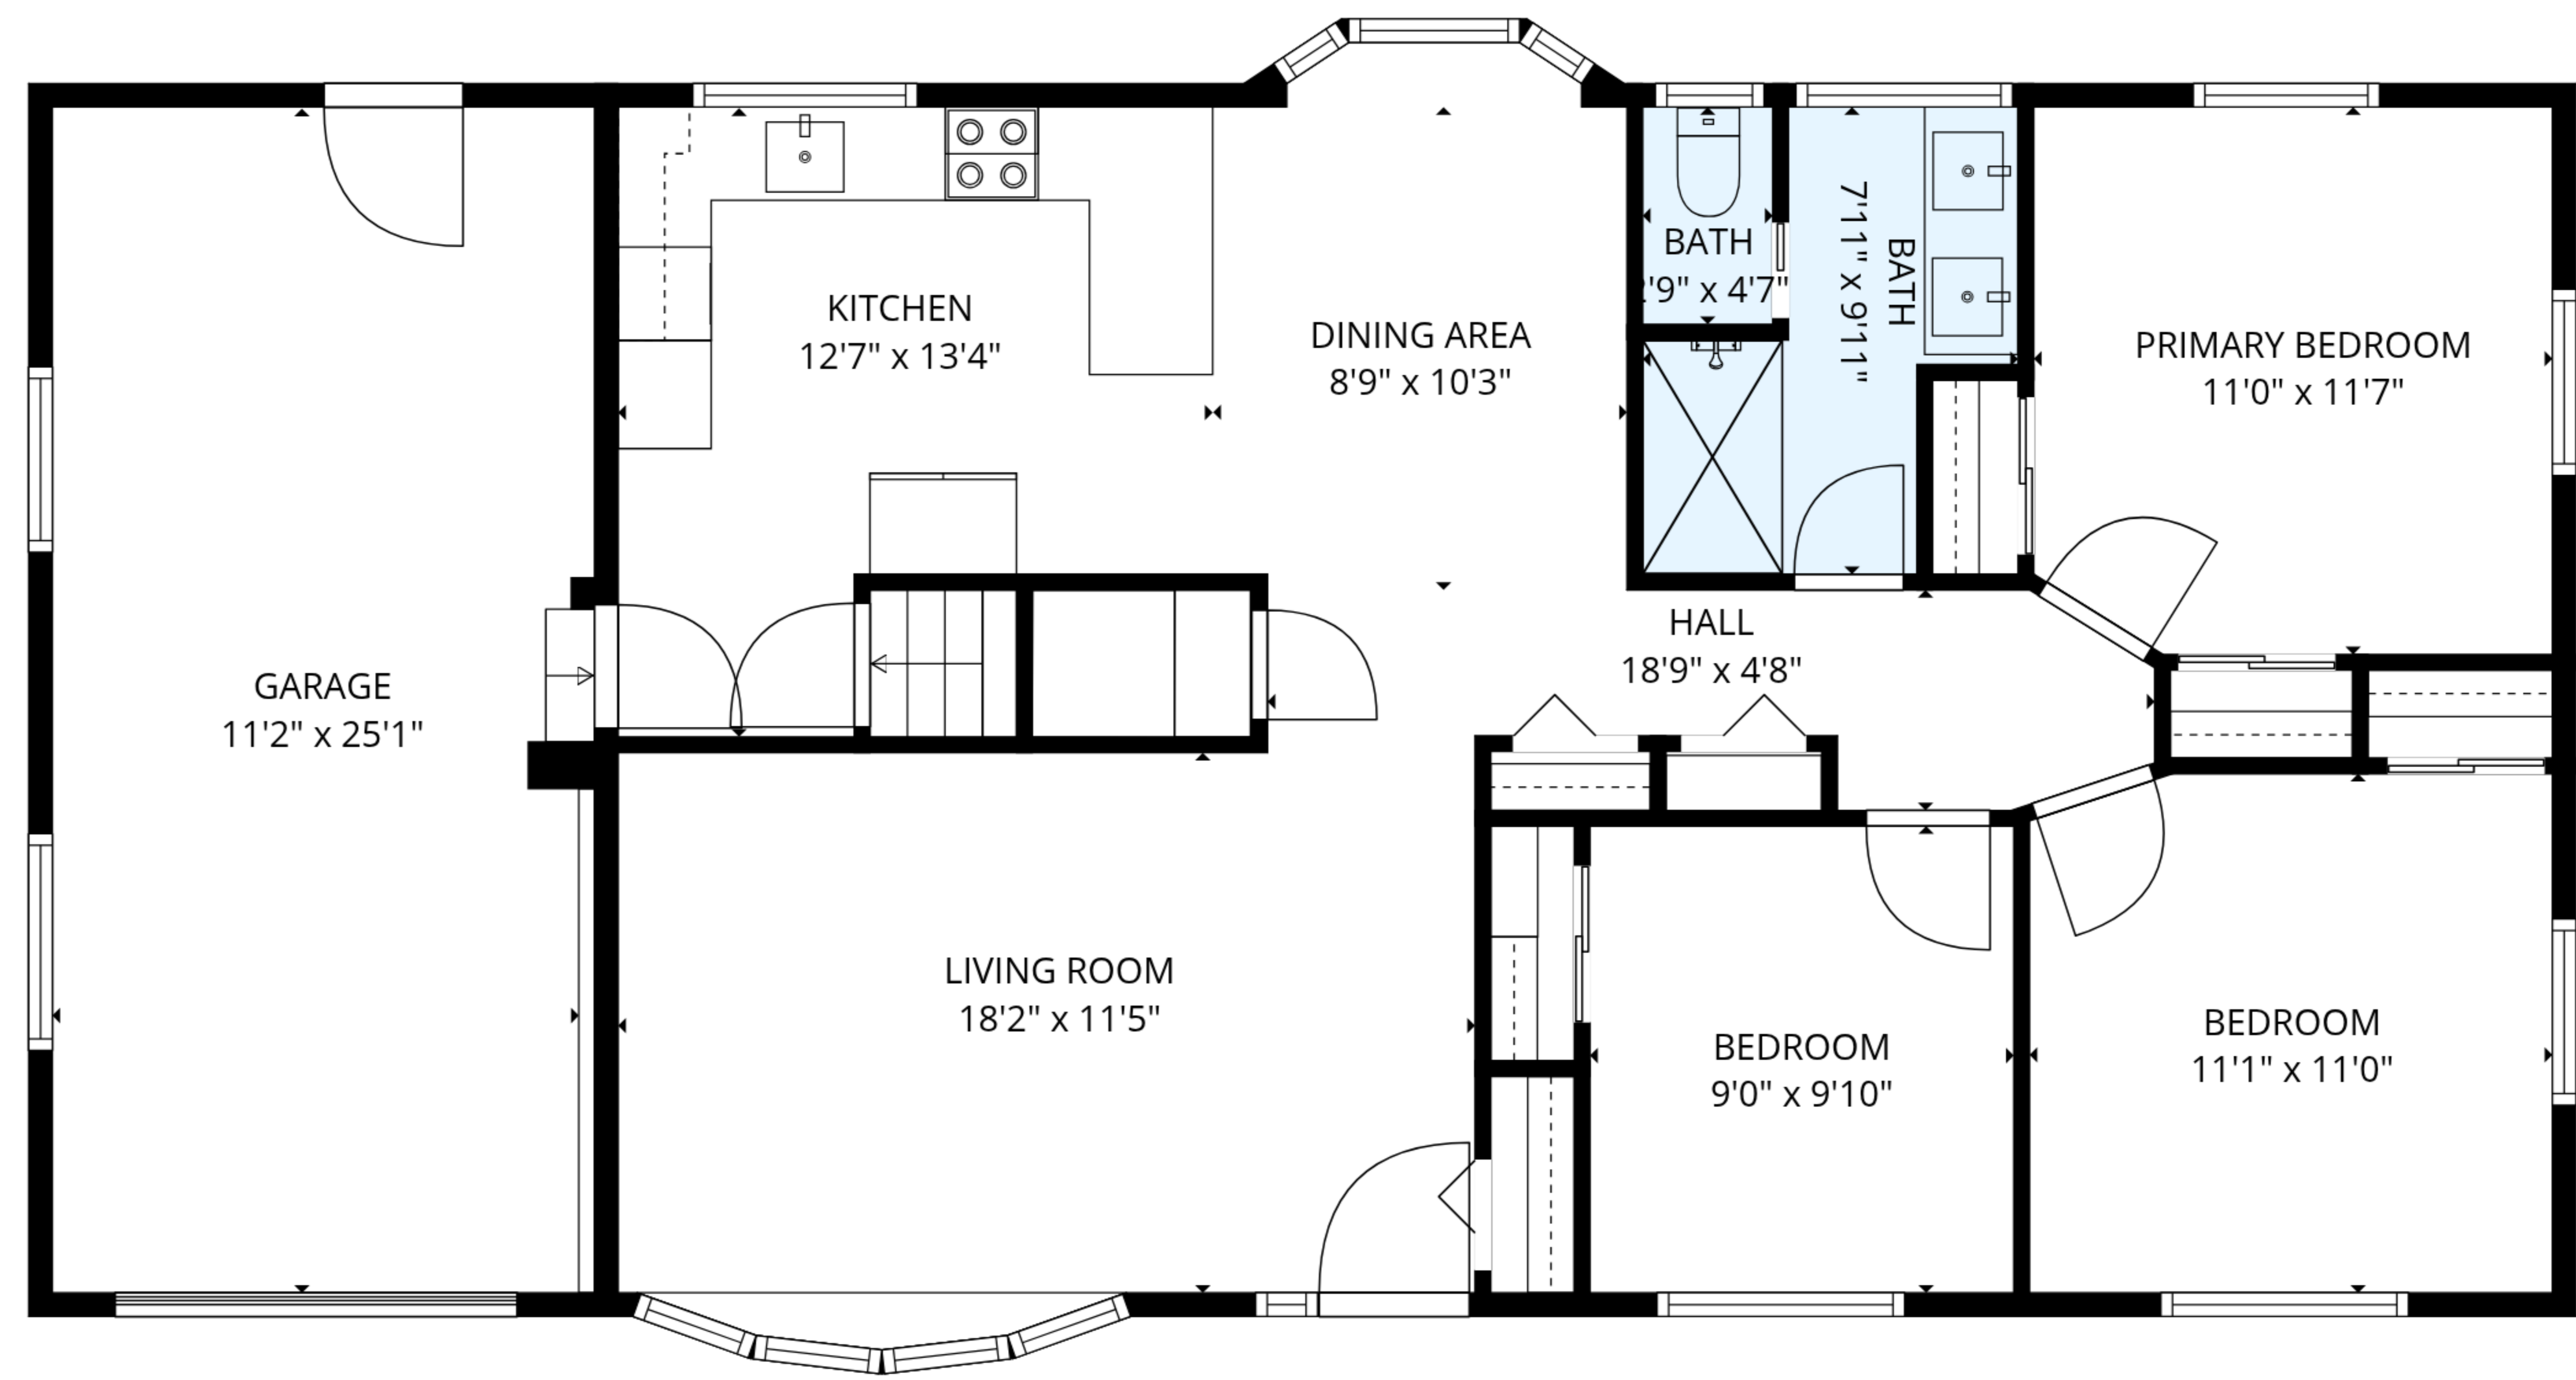 KITCHEN
12'7" x 13'4"
DINING AREA
8'9" x 10'3"
BATH
2'9" x 4'7"
BATH
7'11" x 9'11"
PRIMARY BEDROOM
11'0" x 11'7"
GARAGE
11'2" x 25'1"
HALL
18'9" x 4'8"
LIVING ROOM
18'2" x 11'5"
BEDROOM
9'0" x 9'10"
BEDROOM
11'1" x 11'0"